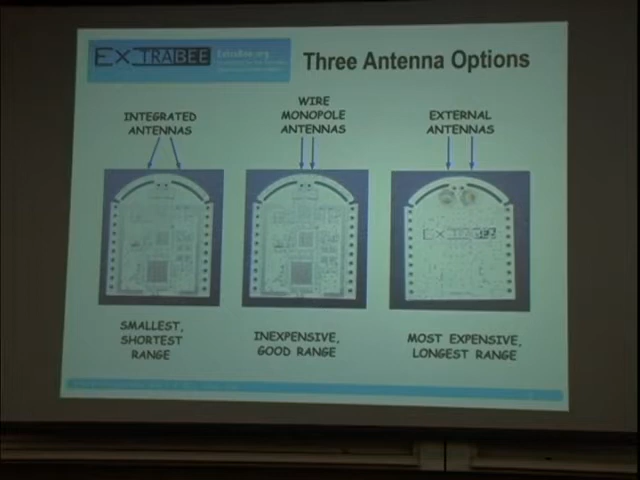 EXTRABEE
Three Antenna Options
INTEGRATED
ANTENNAS
WIRE
MONOPOLE
ANTENNAS
EXTERNAL
ANTENNAS
EXTRABEE
SMALLEST,
SHORTEST
RANGE
INEXPENSIVE,
GOOD RANGE
MOST EXPENSIVE,
LONGEST RANGE